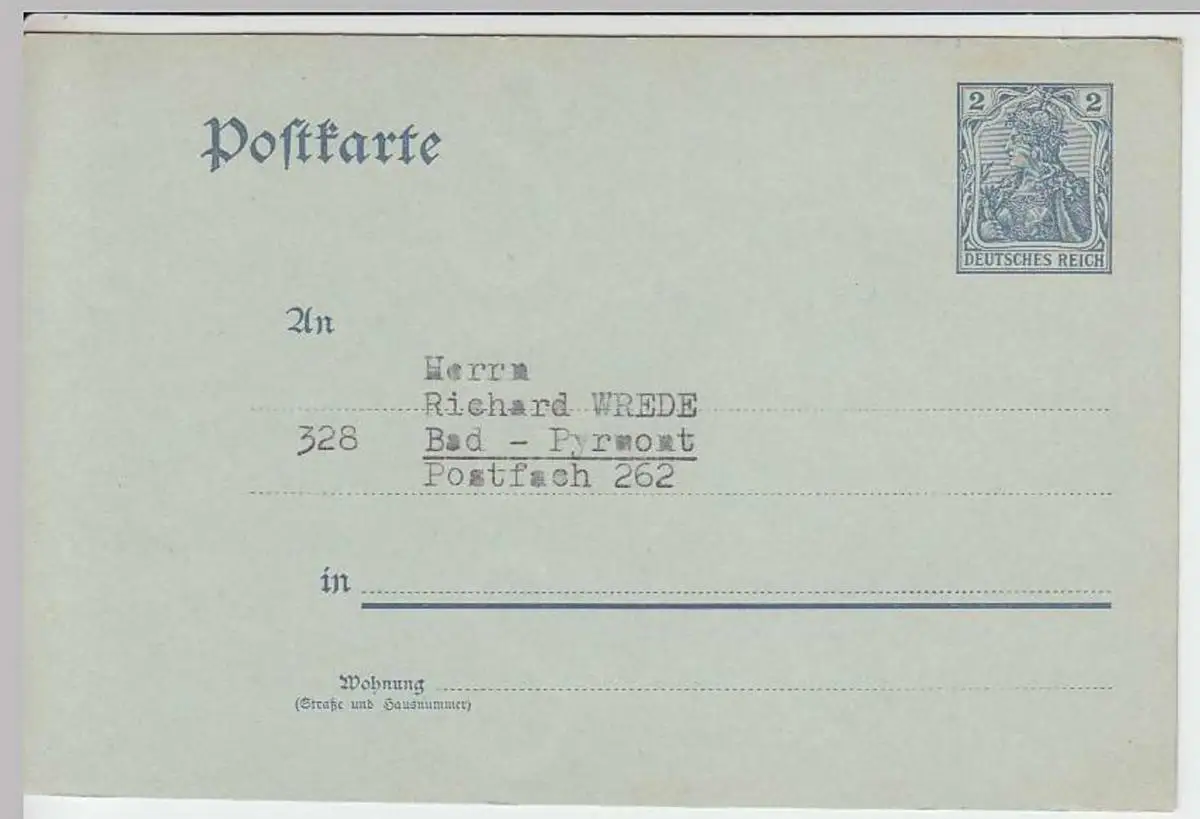 Postkarte
2 2
DEUTSCHES REICH
An
Herrn
Richard WREDE
328 Bad - Pyrmont
Postfach 262
in
Wohnung
(Straße und Hausnummer)